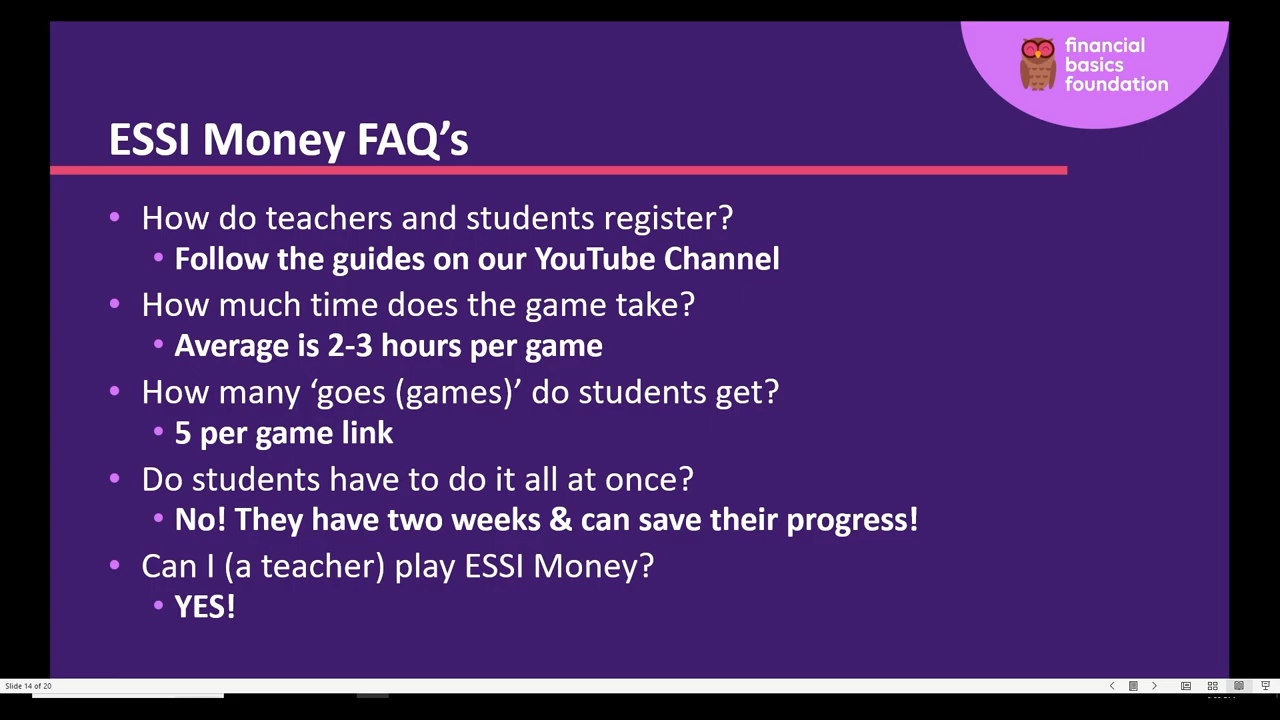 financial
basics
foundation
ESSI Money FAQ’s
• How do teachers and students register?
• Follow the guides on our YouTube Channel
• How much time does the game take?
• Average is 2-3 hours per game
• How many ‘goes (games)’ do students get?
• 5 per game link
• Do students have to do it all at once?
• No! They have two weeks & can save their progress!
• Can I (a teacher) play ESSI Money?
• YES!
Slide 14 of 20